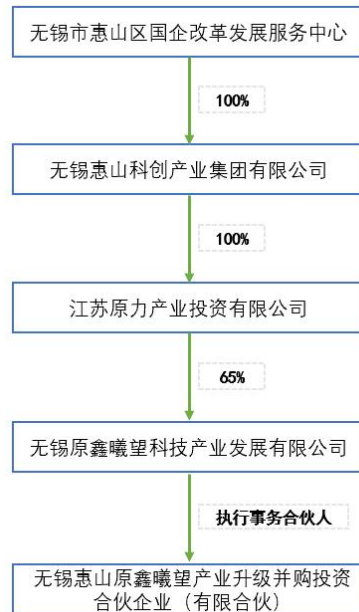 无锡市惠山区国企改革发展服务中心
100%
无锡惠山科创产业集团有限公司
100%
江苏原力产业投资有限公司
65%
无锡原鑫曦望科技产业发展有限公司
执行事务合伙人
无锡惠山原鑫曦望产业升级并购投资
合伙企业（有限合伙）